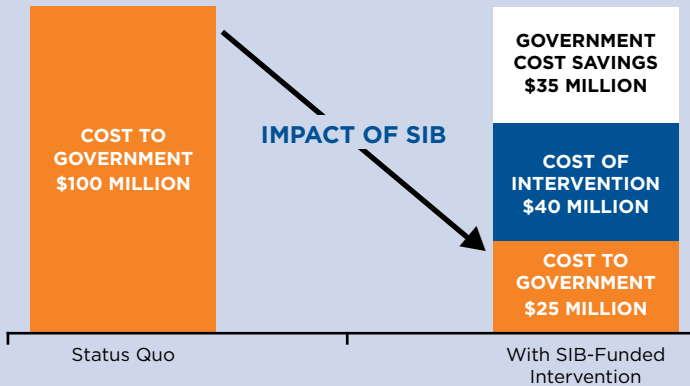 COST TO
GOVERNMENT
$100 MILLION
IMPACT OF SIB
GOVERNMENT
COST SAVINGS
$35 MILLION
COST OF
INTERVENTION
$40 MILLION
COST TO
GOVERNMENT
$25 MILLION
Status Quo
With SIB-Funded
Intervention